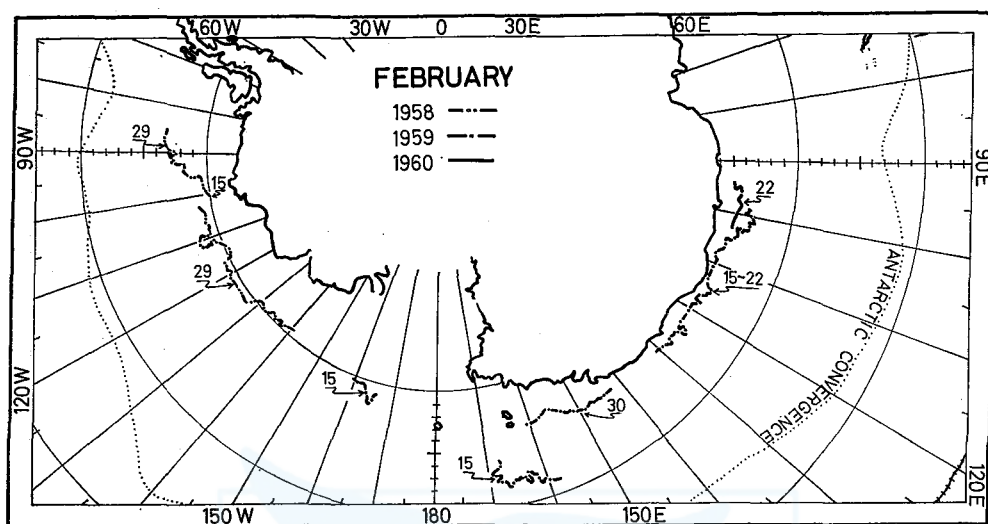 60W 30W 0 30E 60E
FEBRUARY
1958
1959
1960
29
90W
15
90E
22
29
15~22
ANTARCTIC CONVERGENCE
15
30
120W
15
120E
150W 180 150E